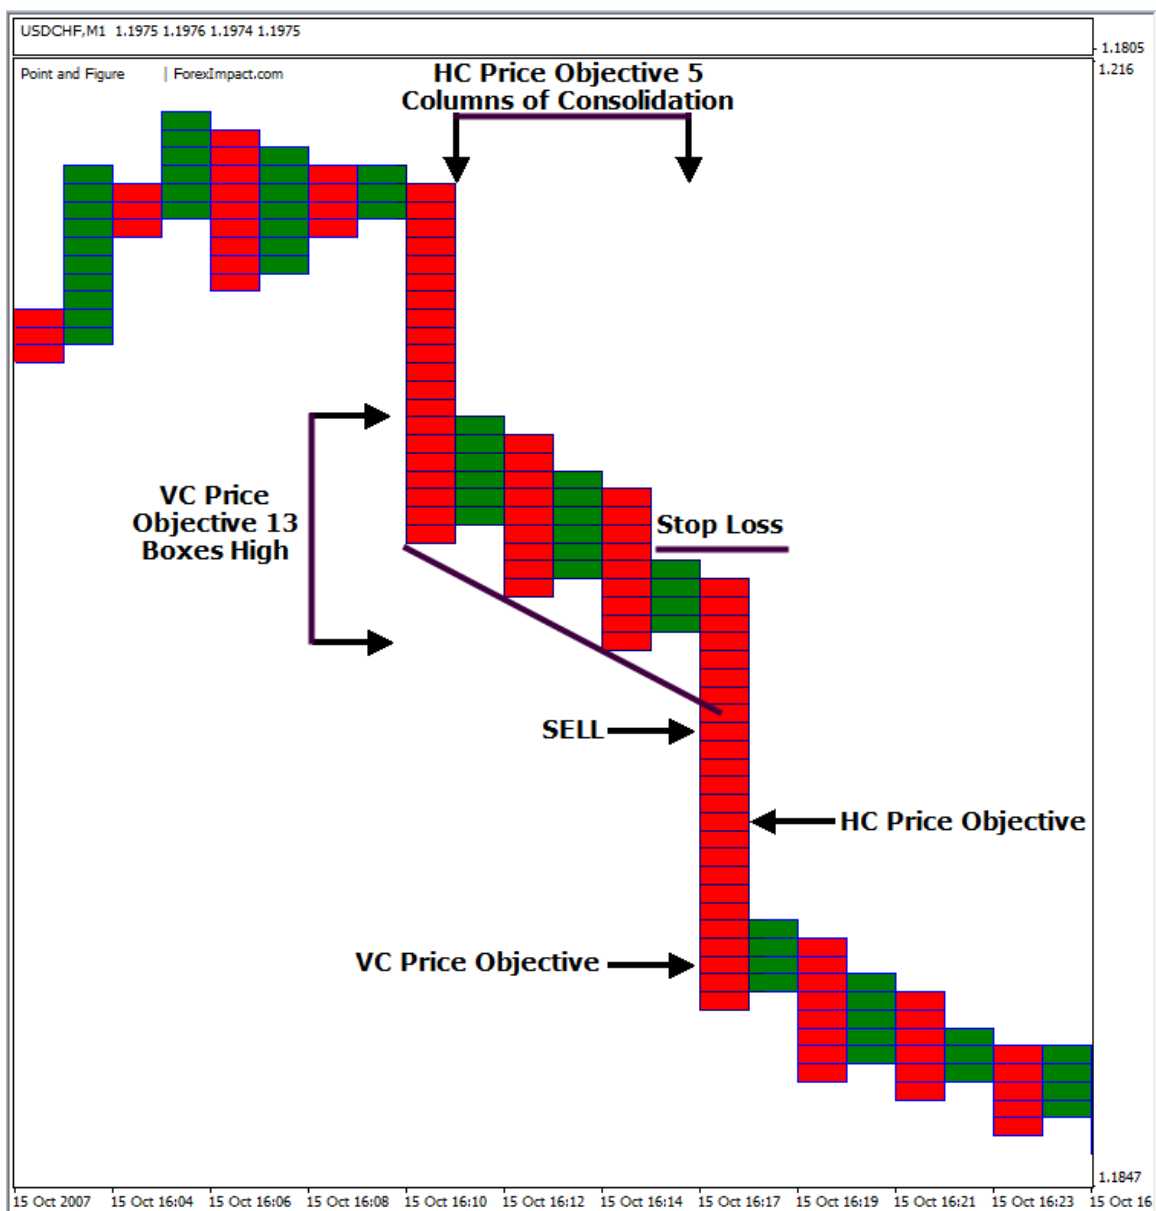 USDCHF,M1 1.1975 1.1976 1.1974 1.1975
1.1805
Point and Figure | ForexImpact.com
1.216
HC Price Objective 5
Columns of Consolidation
VC Price
Objective 13
Boxes High
Stop Loss
SELL
HC Price Objective
VC Price Objective
1.1847
15 Oct 2007 15 Oct 16:04 15 Oct 16:06 15 Oct 16:08 15 Oct 16:10 15 Oct 16:12 15 Oct 16:14 15 Oct 16:17 15 Oct 16:19 15 Oct 16:21 15 Oct 16:23 15 Oct 16